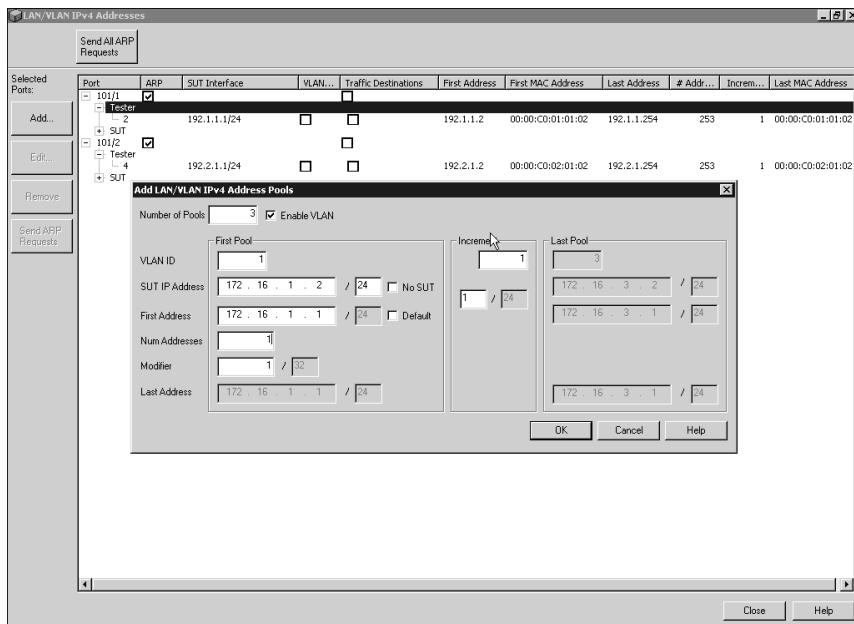 LAN/VLAN IPv4 Addresses
Send All ARP
Requests
Selected
Ports:
Add...
Edit...
Remove
Send ARP
Requests
Port ARP SUT Interface VLAN... Traffic Destinations First Address First MAC Address Last Address # Addr... Increm... Last MAC Address
101/1
Tester
2 192.1.1.1/24 192.1.1.2 00:00:C0:01:01:02 192.1.1.254 253 1 00:00:C0:01:01:02
SUT
101/2
Tester
4 192.2.1.1/24 192.2.1.2 00:00:C0:02:01:02 192.2.1.254 253 1 00:00:C0:02:01:02
SUT
Add LAN/VLAN IPv4 Address Pools
Number of Pools 3 Enable VLAN
First Pool Increme Last Pool
VLAN ID 1 1 3
SUT IP Address 172 . 16 . 1 . 2 / 24 No SUT 1 / 24 172 . 16 . 3 . 2 / 24
First Address 172 . 16 . 1 . 1 / 24 Default 172 . 16 . 3 . 1 / 24
Num Addresses 1
Modifier 1 / 32
Last Address 172 . 16 . 1 . 1 / 24 172 . 16 . 3 . 1 / 24
OK Cancel Help
Close Help